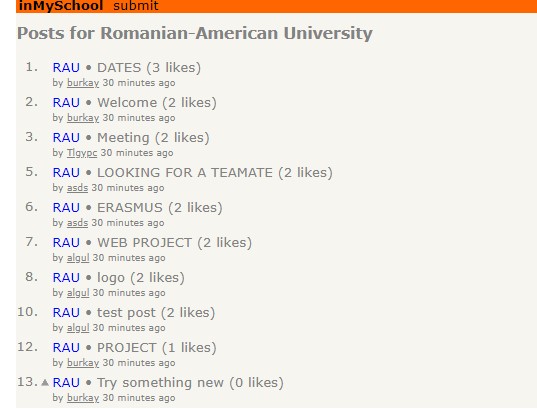 inMySchool submit
Posts for Romanian-American University
1. RAU • DATES (3 likes)
by burkay 30 minutes ago
2. RAU • Welcome (2 likes)
by burkay 30 minutes ago
3. RAU • Meeting (2 likes)
by Tlgypc 30 minutes ago
5. RAU • LOOKING FOR A TEAMATE (2 likes)
by asds 30 minutes ago
6. RAU • ERASMUS (2 likes)
by asds 30 minutes ago
7. RAU • WEB PROJECT (2 likes)
by algul 30 minutes ago
8. RAU • logo (2 likes)
by algul 30 minutes ago
10. RAU • test post (2 likes)
by algul 30 minutes ago
12. RAU • PROJECT (1 likes)
by burkay 30 minutes ago
13. ▲ RAU • Try something new (0 likes)
by burkay 30 minutes ago